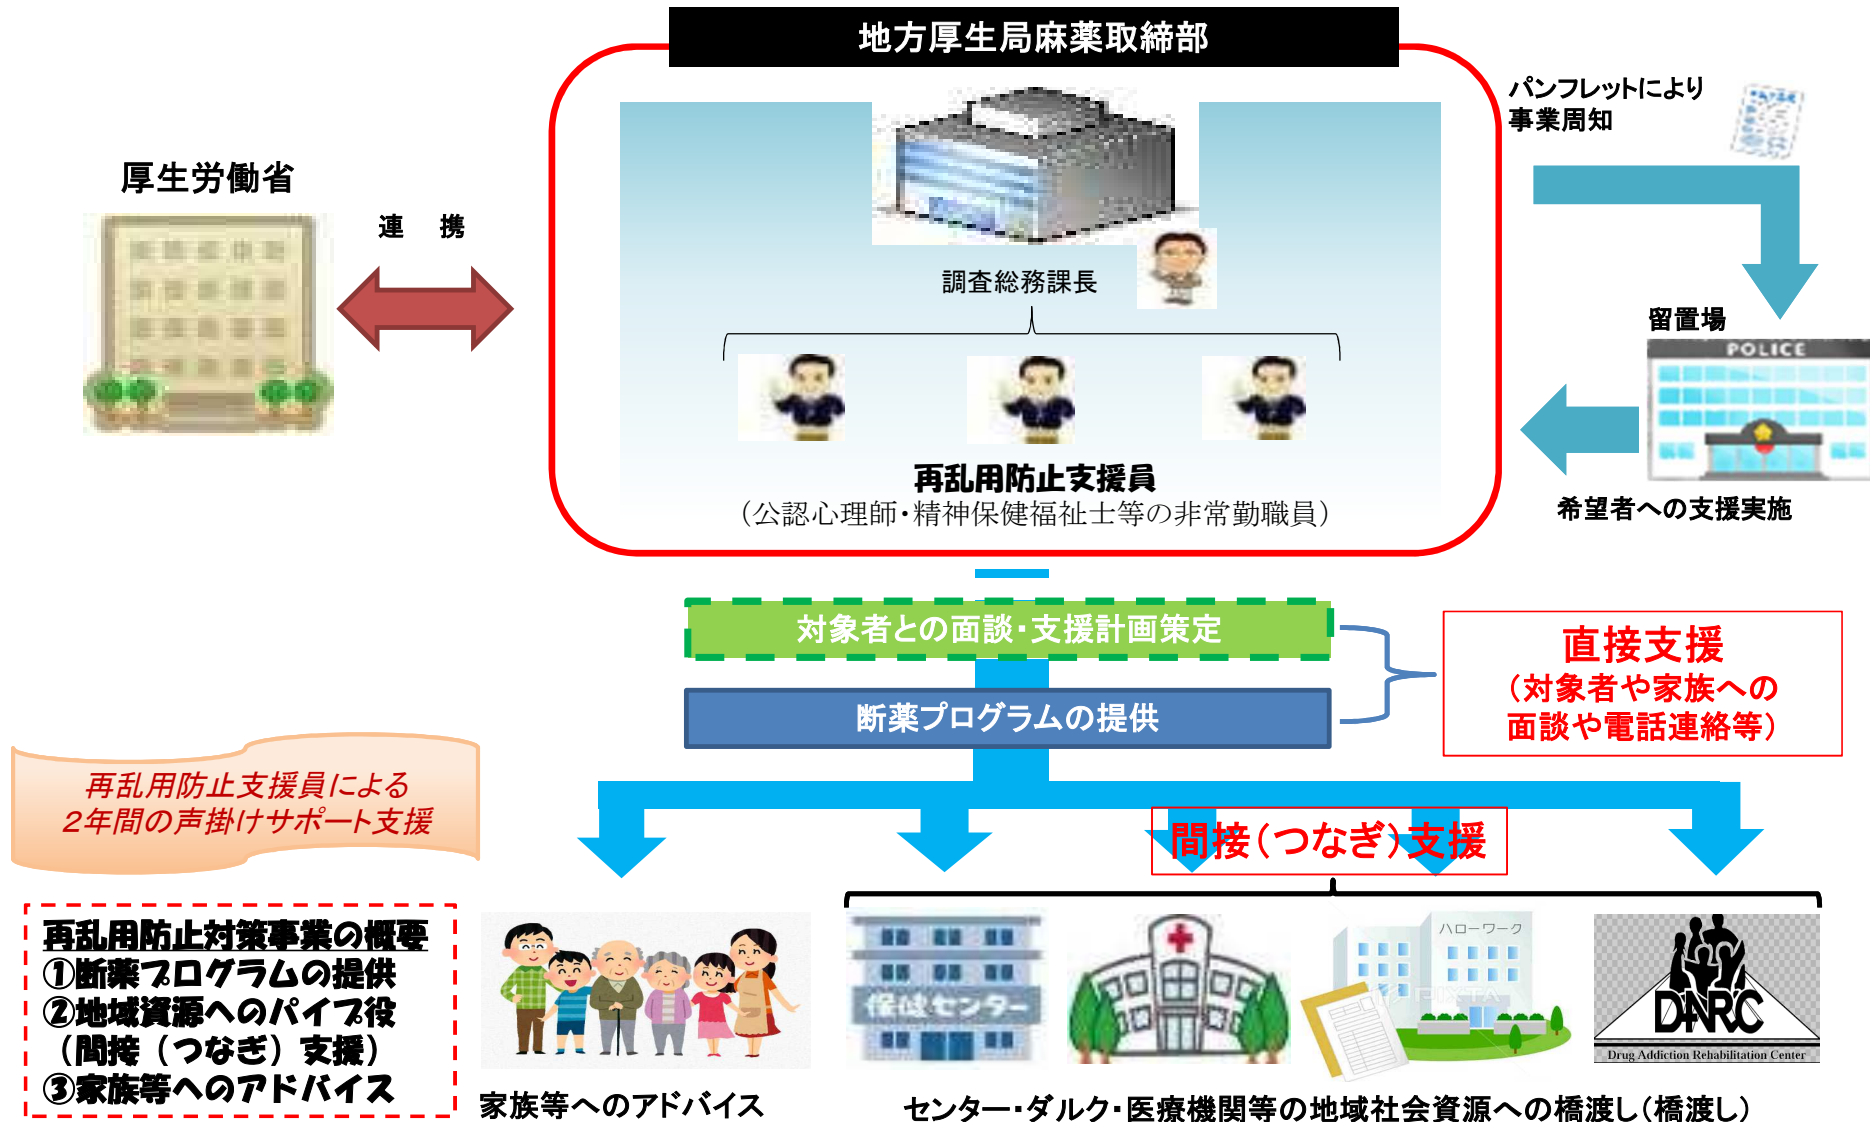 地方厚生局麻薬取締部
パンフレットにより
事業周知
厚生労働省
連　携
調査総務課長
留置場
POLICE
再乱用防止支援員
（公認心理師・精神保健福祉士等の非常勤職員）
希望者への支援実施
対象者との面談・支援計画策定
断薬プログラムの提供
直接支援
（対象者や家族への
面談や電話連絡等）
再乱用防止支援員による
２年間の声掛けサポート支援
間接（つなぎ）支援
再乱用防止対策事業の概要
①断薬プログラムの提供
②地域資源へのパイプ役
（間接（つなぎ）支援）
③家族等へのアドバイス
保健センター
ハローワーク
PIXTA
DARC
Drug Addiction Rehabilitation Center
家族等へのアドバイス
センター・ダルク・医療機関等の地域社会資源への橋渡し（橋渡し）